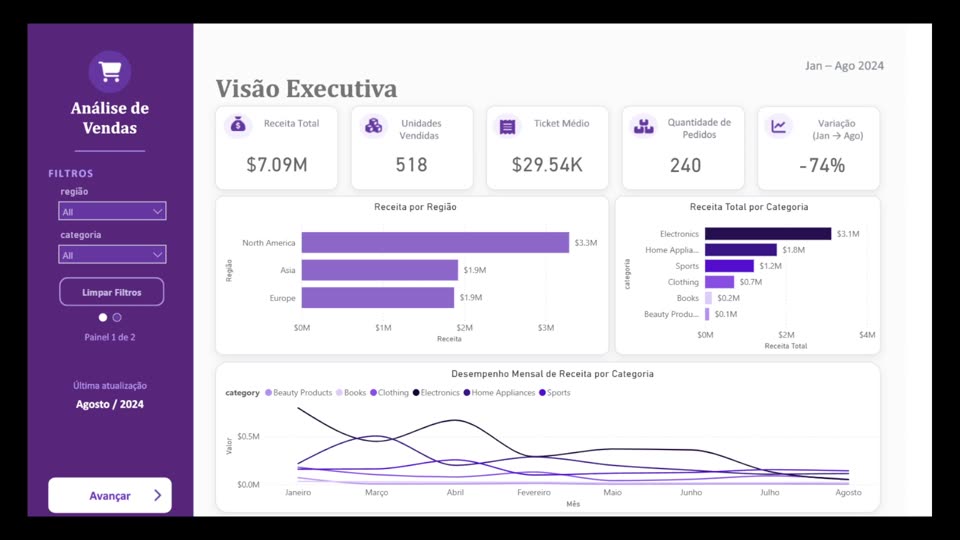 Análise de
Vendas
FILTROS
região
All
categoria
All
Limpar Filtros
Painel 1 de 2
Última atualização
Agosto / 2024
Avançar
Jan – Ago 2024
Visão Executiva
Receita Total
$7.09M
Unidades
Vendidas
518
Ticket Médio
$29.54K
Quantidade de
Pedidos
240
Variação
(Jan → Ago)
-74%
Receita por Região
Região
North America
$3.3M
Asia
$1.9M
Europe
$1.9M
$0M $1M $2M $3M
Receita
Receita Total por Categoria
categoria
Electronics
$3.1M
Home Applia...
$1.8M
Sports
$1.2M
Clothing
$0.7M
Books
$0.2M
Beauty Produ...
$0.1M
$0M $2M $4M
Receita Total
Desempenho Mensal de Receita por Categoria
category Beauty Products Books Clothing Electronics Home Appliances Sports
Valor
$0.5M
$0.0M
Janeiro Março Abril Fevereiro Maio Junho Julho Agosto
Mês